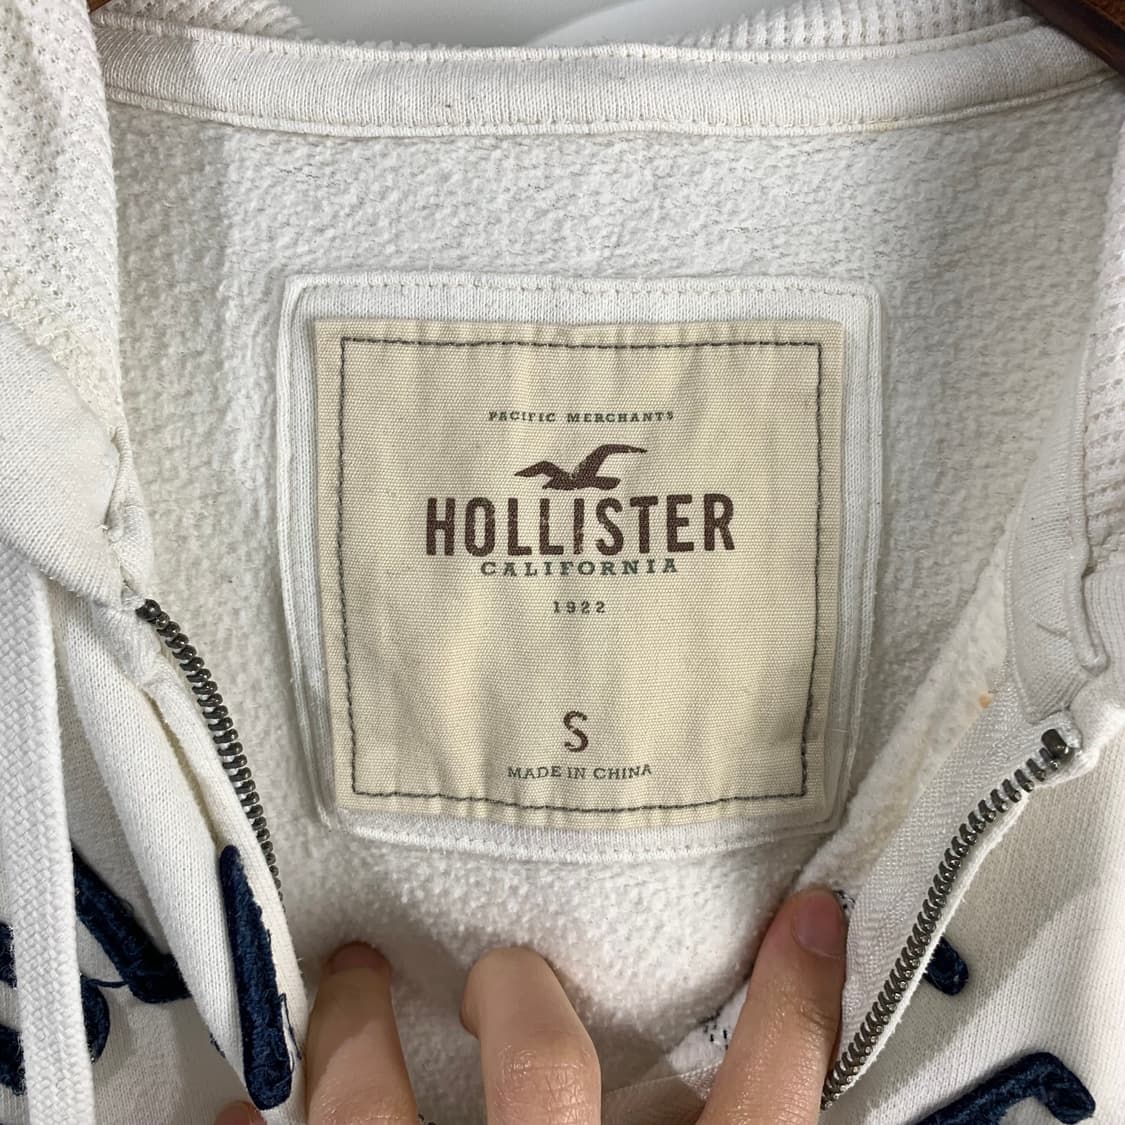 PACIFIC MERCHANTS
HOLLISTER
CALIFORNIA
1922
S
MADE IN CHINA